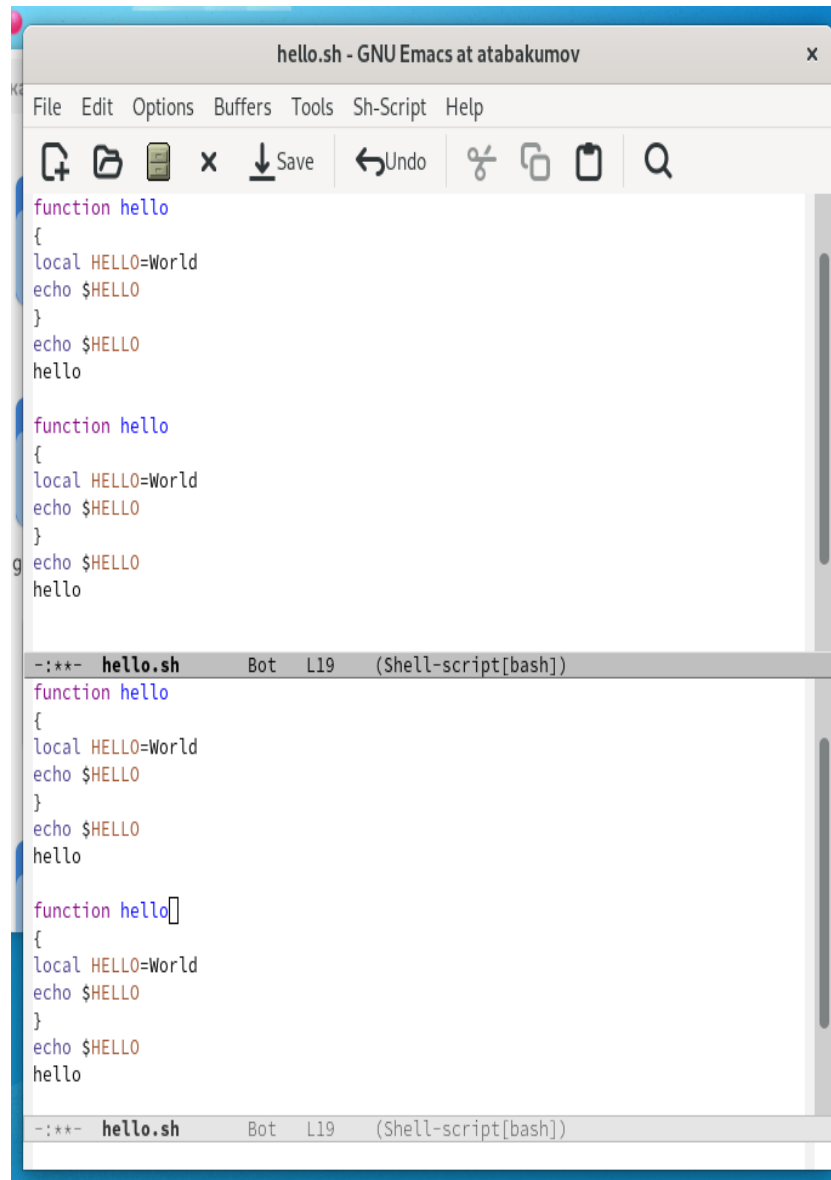 hello.sh - GNU Emacs at atabakumov
File Edit Options Buffers Tools Sh-Script Help
Save Undo
function hello
{
local HELLO=World
echo $HELLO
}
echo $HELLO
hello
function hello
{
local HELLO=World
echo $HELLO
}
echo $HELLO
hello
-:**- hello.sh Bot L19 (Shell-script[bash])
function hello
{
local HELLO=World
echo $HELLO
}
echo $HELLO
hello
function hello
{
local HELLO=World
echo $HELLO
}
echo $HELLO
hello
-:**- hello.sh Bot L19 (Shell-script[bash])